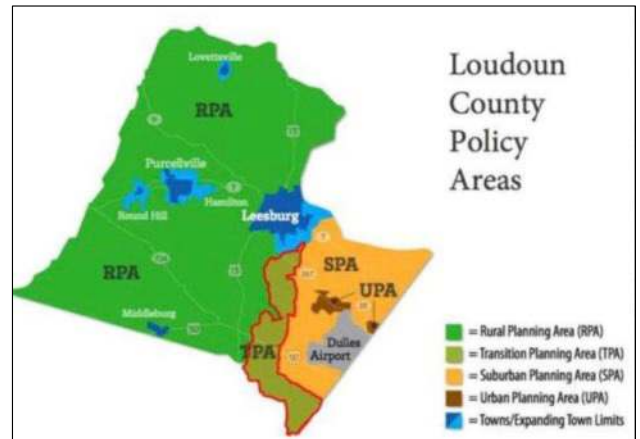 Loudoun
County
Policy
Areas
Lovettsville
RPA
Purcellville
Hamilton
Round Hill
Leesburg
RPA
SPA
UPA
Middleburg
TPA
Dulles
Airport
= Rural Planning Area (RPA)
= Transition Planning Area (TPA)
= Suburban Planning Area (SPA)
= Urban Planning Area (UPA)
= Towns/Expanding Town Limits